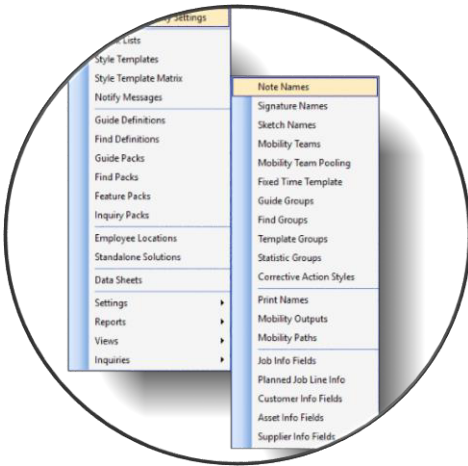 Settings
Lists
Style Templates
Style Template Matrix
Notify Messages
Guide Definitions
Find Definitions
Guide Packs
Find Packs
Feature Packs
Inquiry Packs
Employee Locations
Standalone Solutions
Data Sheets
Settings
Reports
Views
Inquiries
Note Names
Signature Names
Sketch Names
Mobility Teams
Mobility Team Pooling
Fixed Time Template
Guide Groups
Find Groups
Template Groups
Statistic Groups
Corrective Action Styles
Print Names
Mobility Outputs
Mobility Paths
Job Info Fields
Planned Job Line Info
Customer Info Fields
Asset Info Fields
Supplier Info Fields